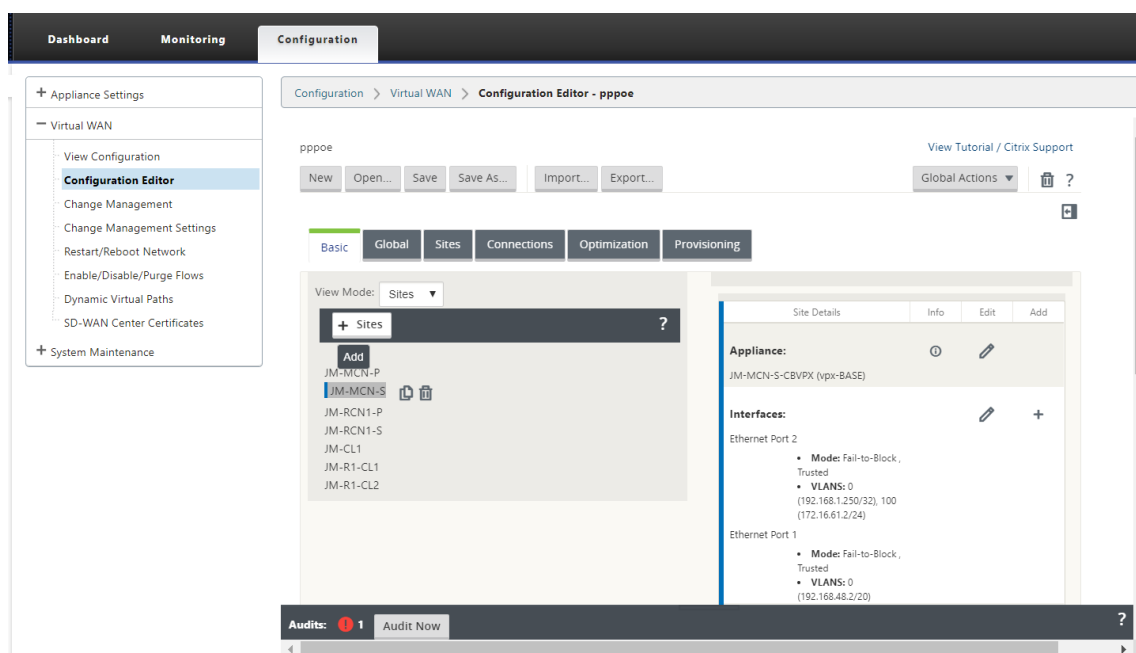 Dashboard Monitoring Configuration
+ Appliance Settings
− Virtual WAN
View Configuration
Configuration Editor
Change Management
Change Management Settings
Restart/Reboot Network
Enable/Disable/Purge Flows
Dynamic Virtual Paths
SD-WAN Center Certificates
+ System Maintenance
Configuration > Virtual WAN > Configuration Editor - pppoe
pppoe
View Tutorial / Citrix Support
New Open... Save Save As... Import... Export... Global Actions ▼ ?
Basic Global Sites Connections Optimization Provisioning
View Mode: Sites ▼
+ Sites ?
Add
JM-MCN-P
JM-MCN-S
JM-RCN1-P
JM-RCN1-S
JM-CL1
JM-R1-CL1
JM-R1-CL2
Site Details Info Edit Add
Appliance:
JM-MCN-S-CBVPX (vpx-BASE)
Interfaces: +
Ethernet Port 2
• Mode: Fail-to-Block ,
Trusted
• VLANS: 0
(192.168.1.250/32), 100
(172.16.61.2/24)
Ethernet Port 1
• Mode: Fail-to-Block ,
Trusted
• VLANS: 0
(192.168.48.2/20)
Audits: ! 1 Audit Now ?